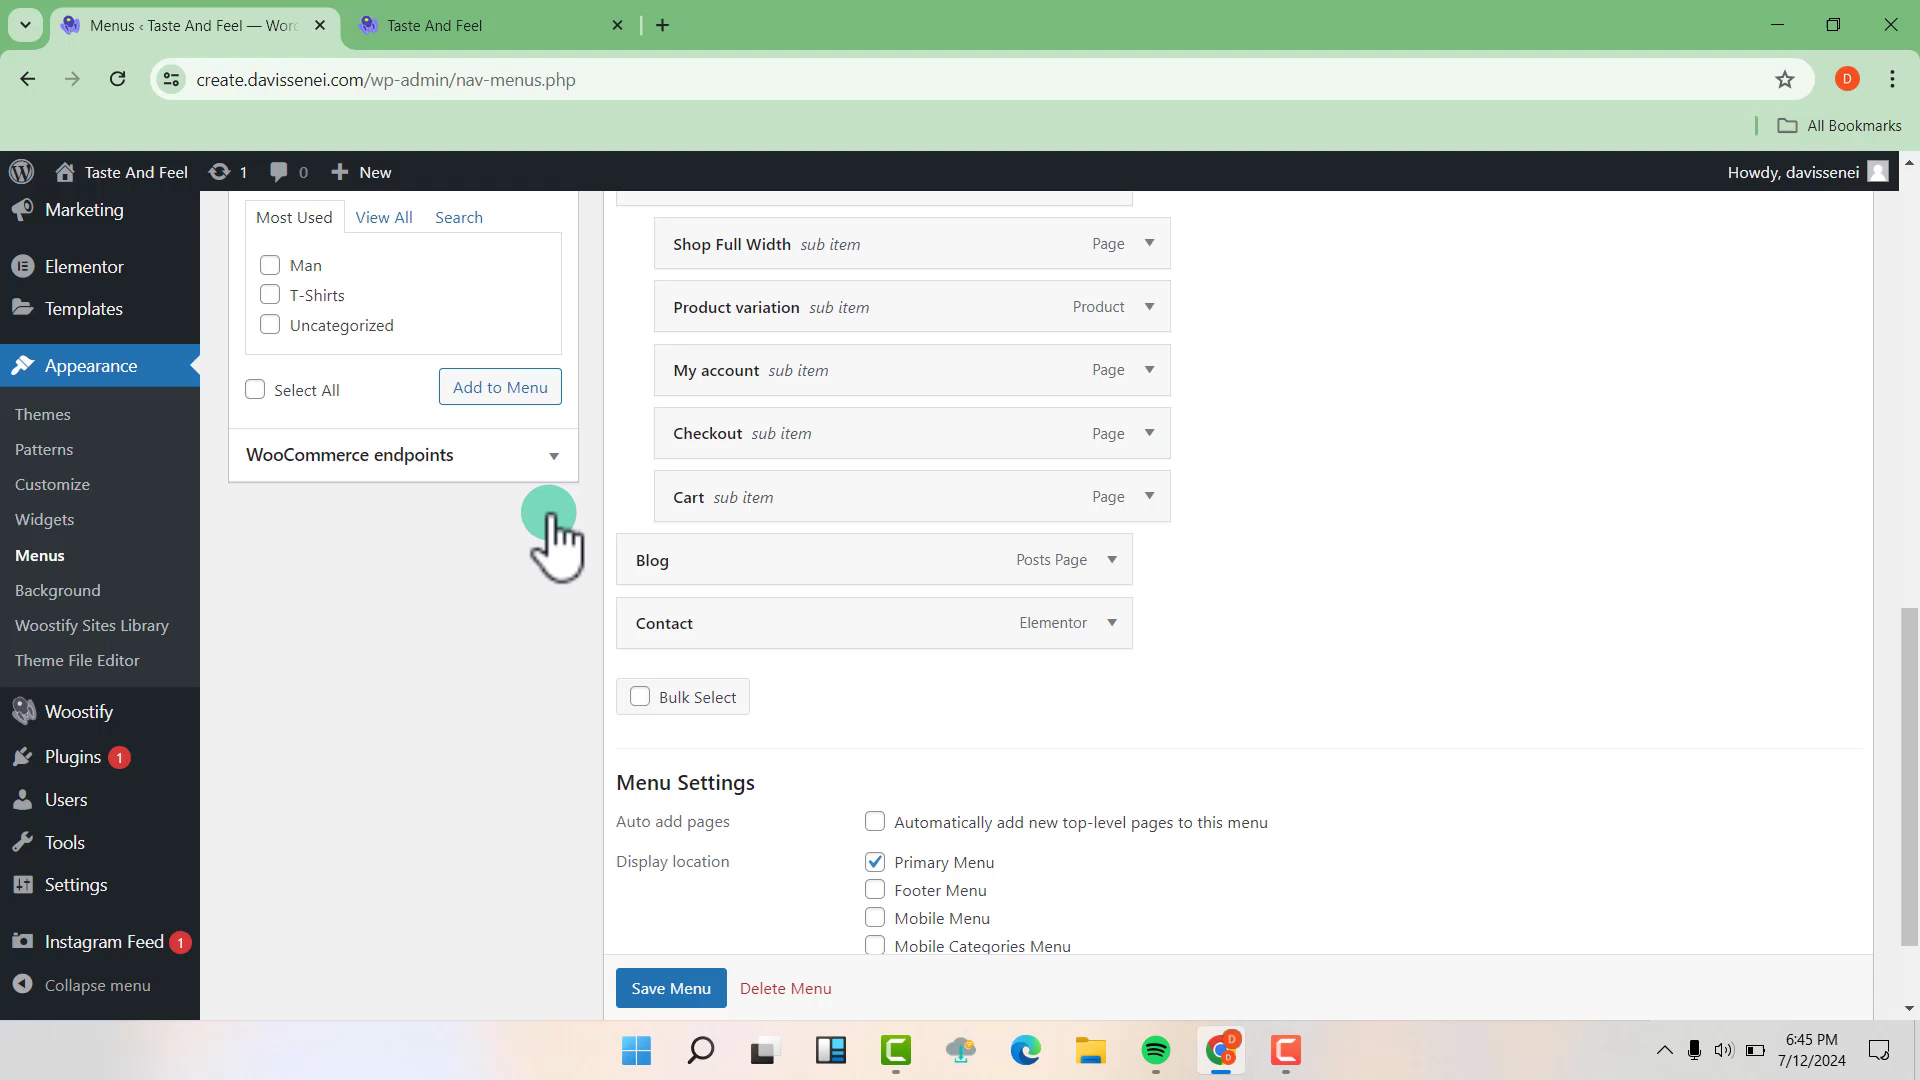 Menus ‹ Taste And Feel — Wor
Taste And Feel
create.davissenei.com/wp-admin/nav-menus.php
D
All Bookmarks
Taste And Feel
1
0
New
Howdy, davissenei
Marketing
Elementor
Templates
Appearance
Themes
Patterns
Customize
Widgets
Menus
Background
Woostify Sites Library
Theme File Editor
Woostify
Plugins 1
Users
Tools
Settings
Instagram Feed 1
Collapse menu
Most Used
View All
Search
Man
T-Shirts
Uncategorized
Select All
Add to Menu
WooCommerce endpoints
Shop Full Width sub item Page
Product variation sub item Product
My account sub item Page
Checkout sub item Page
Cart sub item Page
Blog Posts Page
Contact Elementor
Bulk Select
Menu Settings
Auto add pages
Automatically add new top-level pages to this menu
Display location
Primary Menu
Footer Menu
Mobile Menu
Mobile Categories Menu
Save Menu
Delete Menu
D
D
6:45 PM
7/12/2024